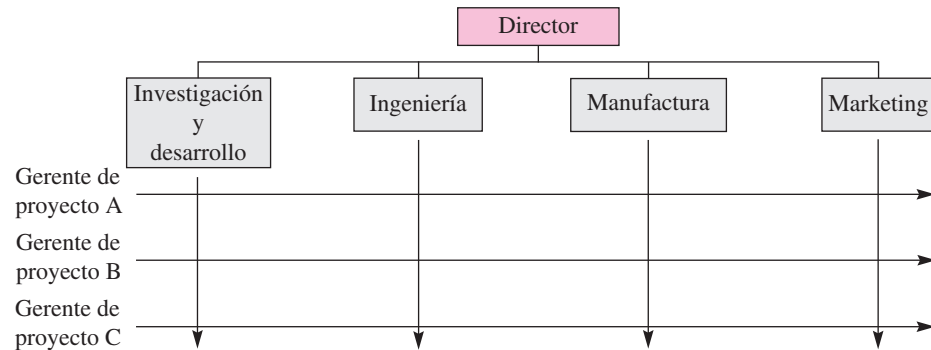 Director
Investigación
y
desarrollo
Ingeniería
Manufactura
Marketing
Gerente de
proyecto A
Gerente de
proyecto B
Gerente de
proyecto C